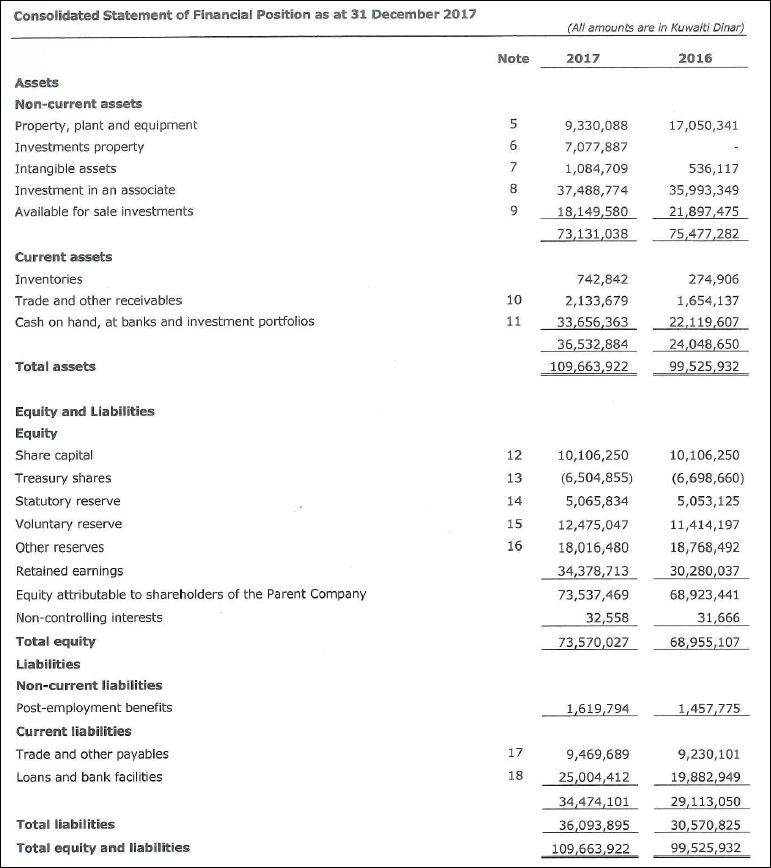 Consolidated Statement of Financial Position as at 31 December 2017
(All amounts are in Kuwaiti Dinar)
Note 2017 2016
Assets
Non-current assets
Property, plant and equipment 5 9,330,088 17,050,341
Investments property 6 7,077,887 -
Intangible assets 7 1,084,709 536,117
Investment in an associate 8 37,488,774 35,993,349
Available for sale investments 9 18,149,580 21,897,475
73,131,038 75,477,282
Current assets
Inventories 742,842 274,906
Trade and other receivables 10 2,133,679 1,654,137
Cash on hand, at banks and investment portfolios 11 33,656,363 22,119,607
36,532,884 24,048,650
Total assets 109,663,922 99,525,932
Equity and Liabilities
Equity
Share capital 12 10,106,250 10,106,250
Treasury shares 13 (6,504,855) (6,698,660)
Statutory reserve 14 5,065,834 5,053,125
Voluntary reserve 15 12,475,047 11,414,197
Other reserves 16 18,016,480 18,768,492
Retained earnings 34,378,713 30,280,037
Equity attributable to shareholders of the Parent Company 73,537,469 68,923,441
Non-controlling interests 32,558 31,666
Total equity 73,570,027 68,955,107
Liabilities
Non-current liabilities
Post-employment benefits 1,619,794 1,457,775
Current liabilities
Trade and other payables 17 9,469,689 9,230,101
Loans and bank facilities 18 25,004,412 19,882,949
34,474,101 29,113,050
Total liabilities 36,093,895 30,570,825
Total equity and liabilities 109,663,922 99,525,932